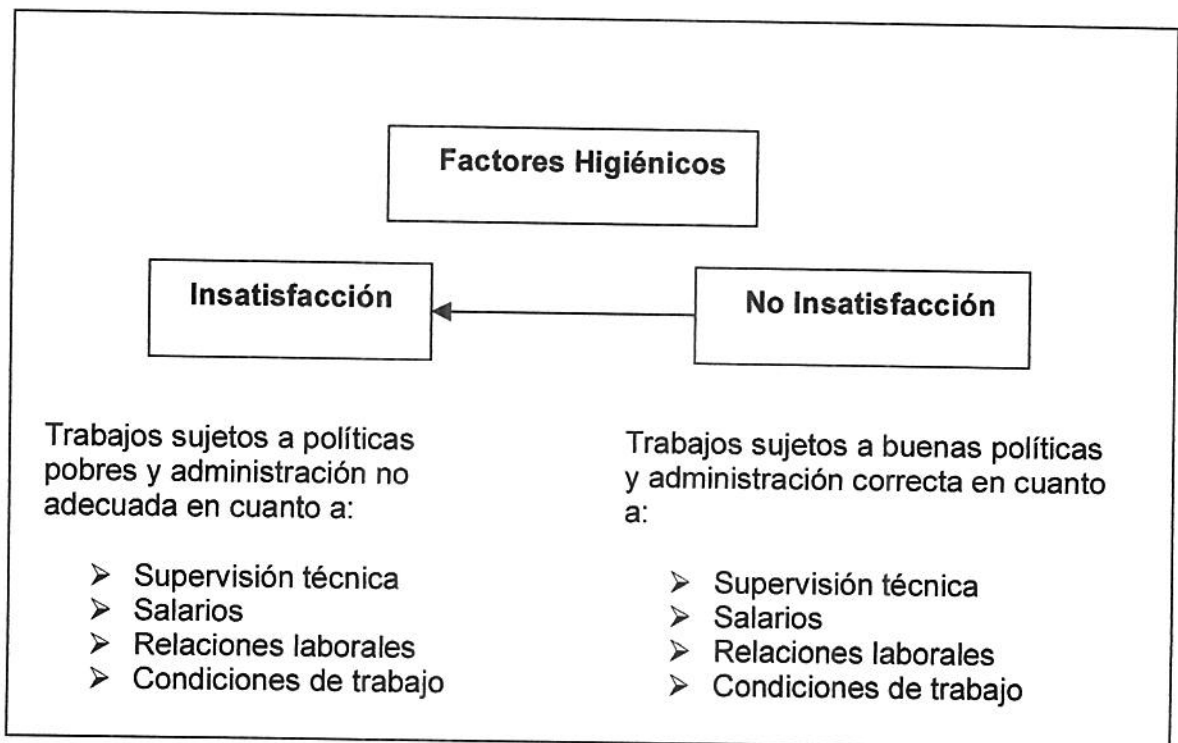 Factores Higiénicos
Insatisfacción
No Insatisfacción
Trabajos sujetos a políticas
pobres y administración no
adecuada en cuanto a:
➢ Supervisión técnica
➢ Salarios
➢ Relaciones laborales
➢ Condiciones de trabajo
Trabajos sujetos a buenas políticas
y administración correcta en cuanto
a:
➢ Supervisión técnica
➢ Salarios
➢ Relaciones laborales
➢ Condiciones de trabajo